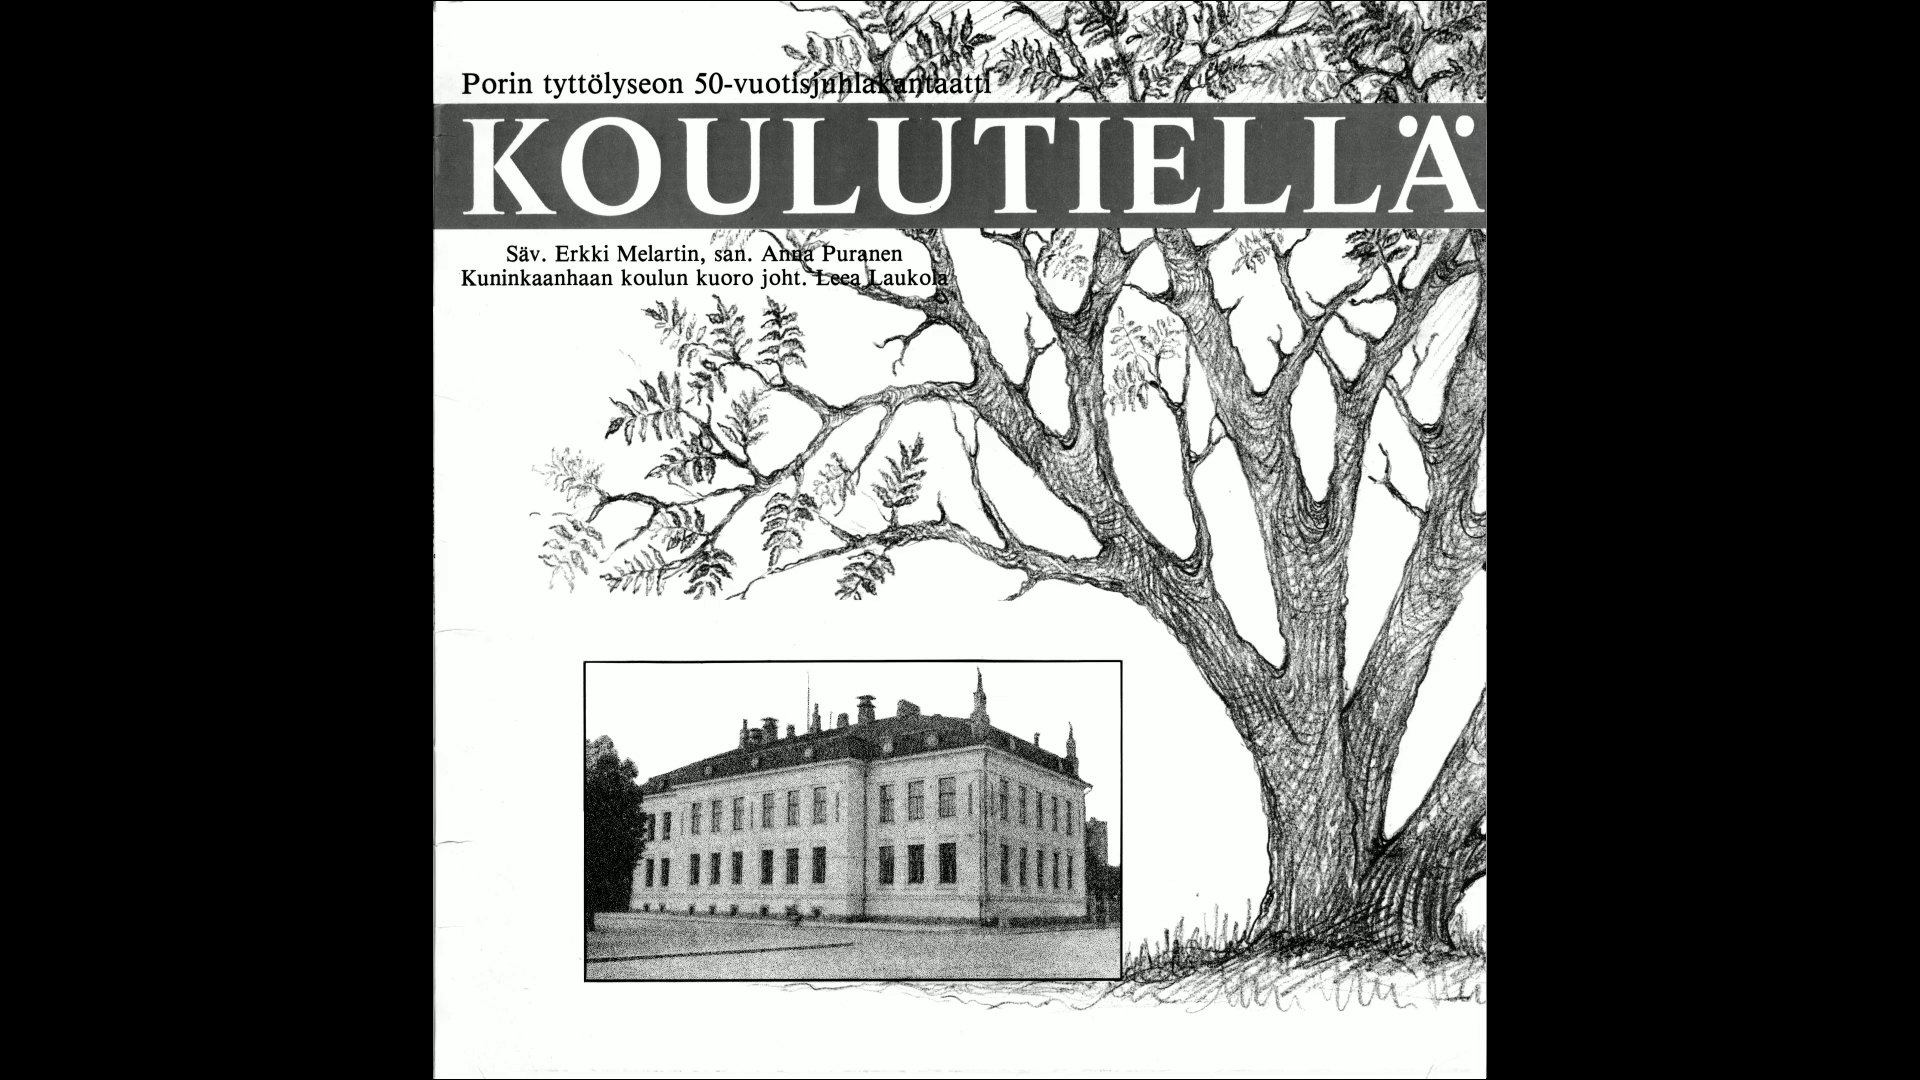 Porin tyttölyseon 50-vuotisjuhlakantaatti
KOULUTIELLÄ
Säv. Erkki Melartin, san. Anna Puranen
Kuninkaanhaan koulun kuoro joht. Leea Laukola